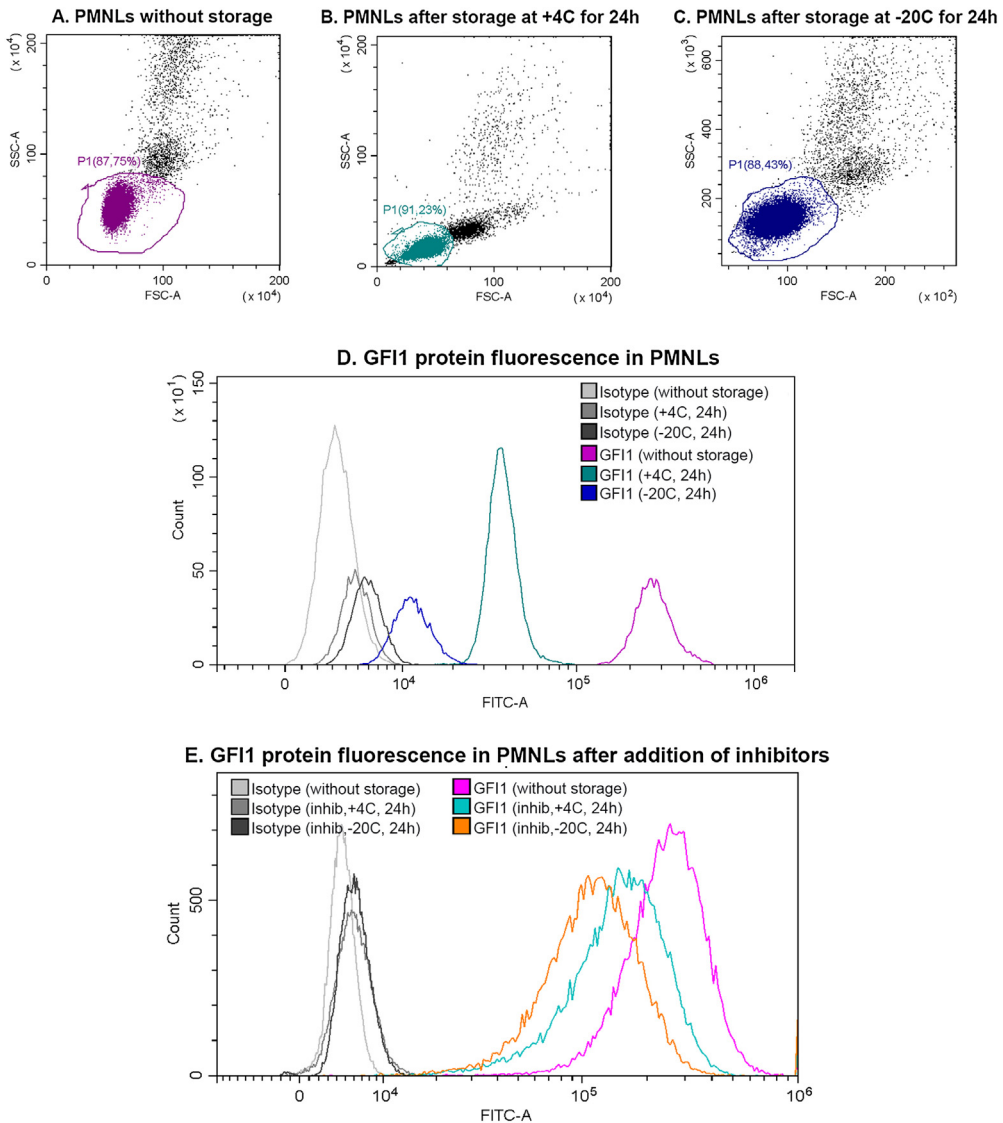 A. PMNLs without storage
B. PMNLs after storage at +4C for 24h
C. PMNLs after storage at -20C for 24h
(x 10⁴)
200
SSC-A
100
0
P1(87,75%)
0
100
200
FSC-A
(x 10⁴)
(x 10⁴)
200
SSC-A
100
0
P1(91,23%)
0
100
200
FSC-A
(x 10⁴)
(x 10³)
600
SSC-A
400
200
P1(88,43%)
100
200
FSC-A
(x 10²)
D. GFI1 protein fluorescence in PMNLs
(x 10¹)
150
100
Count
50
0
Isotype (without storage)
Isotype (+4C, 24h)
Isotype (-20C, 24h)
GFI1 (without storage)
GFI1 (+4C, 24h)
GFI1 (-20C, 24h)
0
10⁴
10⁵
10⁶
FITC-A
E. GFI1 protein fluorescence in PMNLs after addition of inhibitors
Isotype (without storage)
Isotype (inhib,+4C, 24h)
Isotype (inhib,-20C, 24h)
GFI1 (without storage)
GFI1 (inhib,+4C, 24h)
GFI1 (inhib,-20C, 24h)
500
Count
0
0
10⁴
10⁵
10⁶
FITC-A